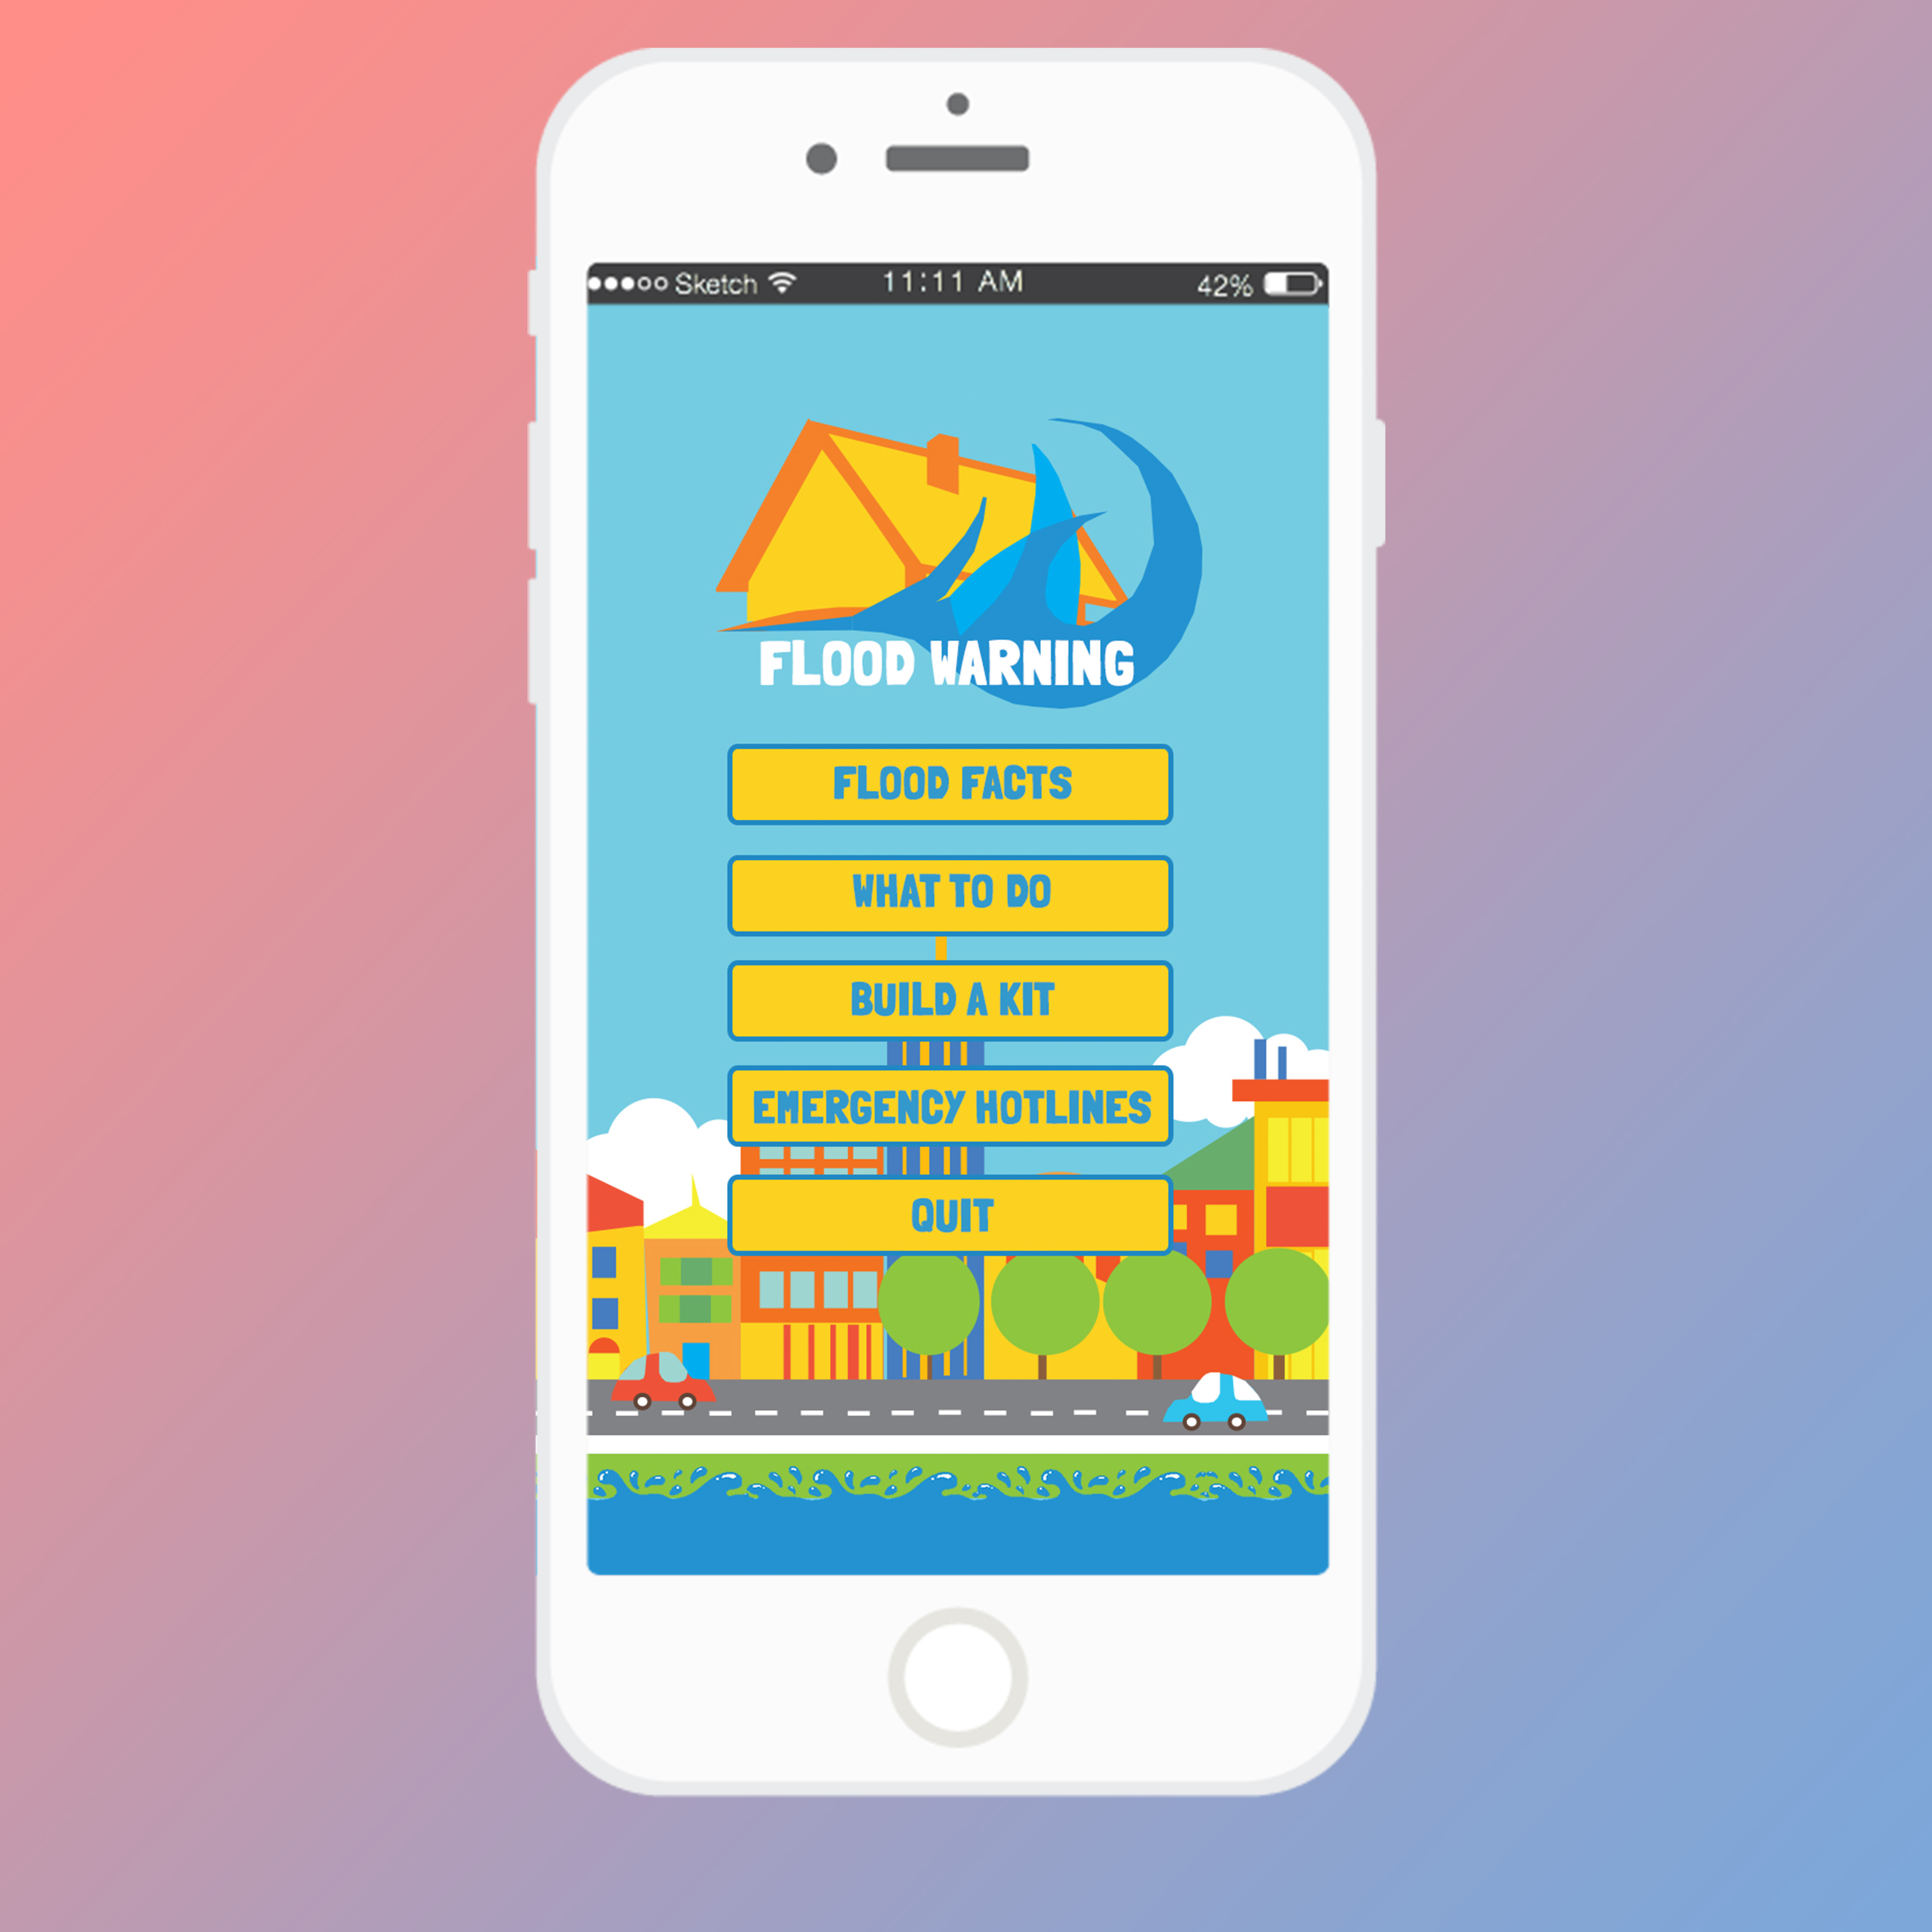 Sketch 11:11 AM 42%
FLOOD WARNING
FLOOD FACTS
WHAT TO DO
BUILD A KIT
EMERGENCY HOTLINES
QUIT